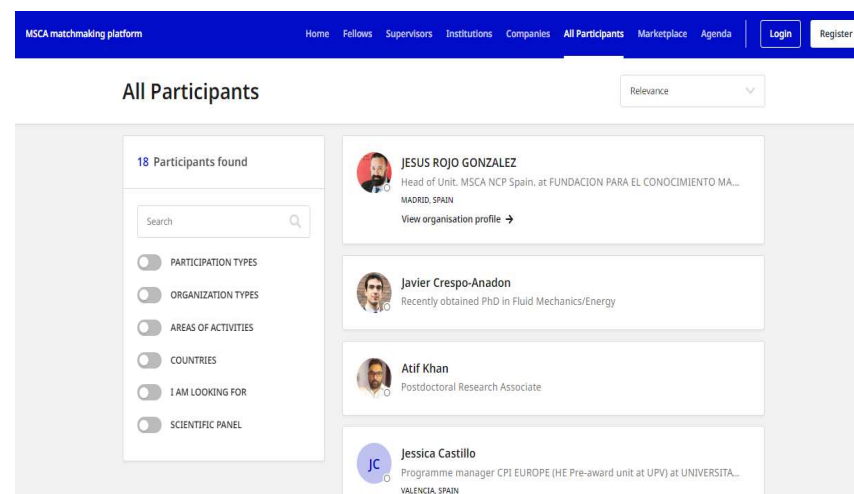 MSCA matchmaking platform
Home Fellows Supervisors Institutions Companies All Participants Marketplace Agenda Login Register
All Participants
Relevance
18 Participants found
Search
PARTICIPATION TYPES
ORGANIZATION TYPES
AREAS OF ACTIVITIES
COUNTRIES
I AM LOOKING FOR
SCIENTIFIC PANEL
JESUS ROJO GONZALEZ
Head of Unit. MSCA NCP Spain. at FUNDACION PARA EL CONOCIMIENTO MA...
MADRID, SPAIN
View organisation profile →
Javier Crespo-Anadon
Recently obtained PhD in Fluid Mechanics/Energy
Atif Khan
Postdoctoral Research Associate
JC
Jessica Castillo
Programme manager CPI EUROPE (HE Pre-award unit at UPV) at UNIVERSITA...
VALENCIA, SPAIN